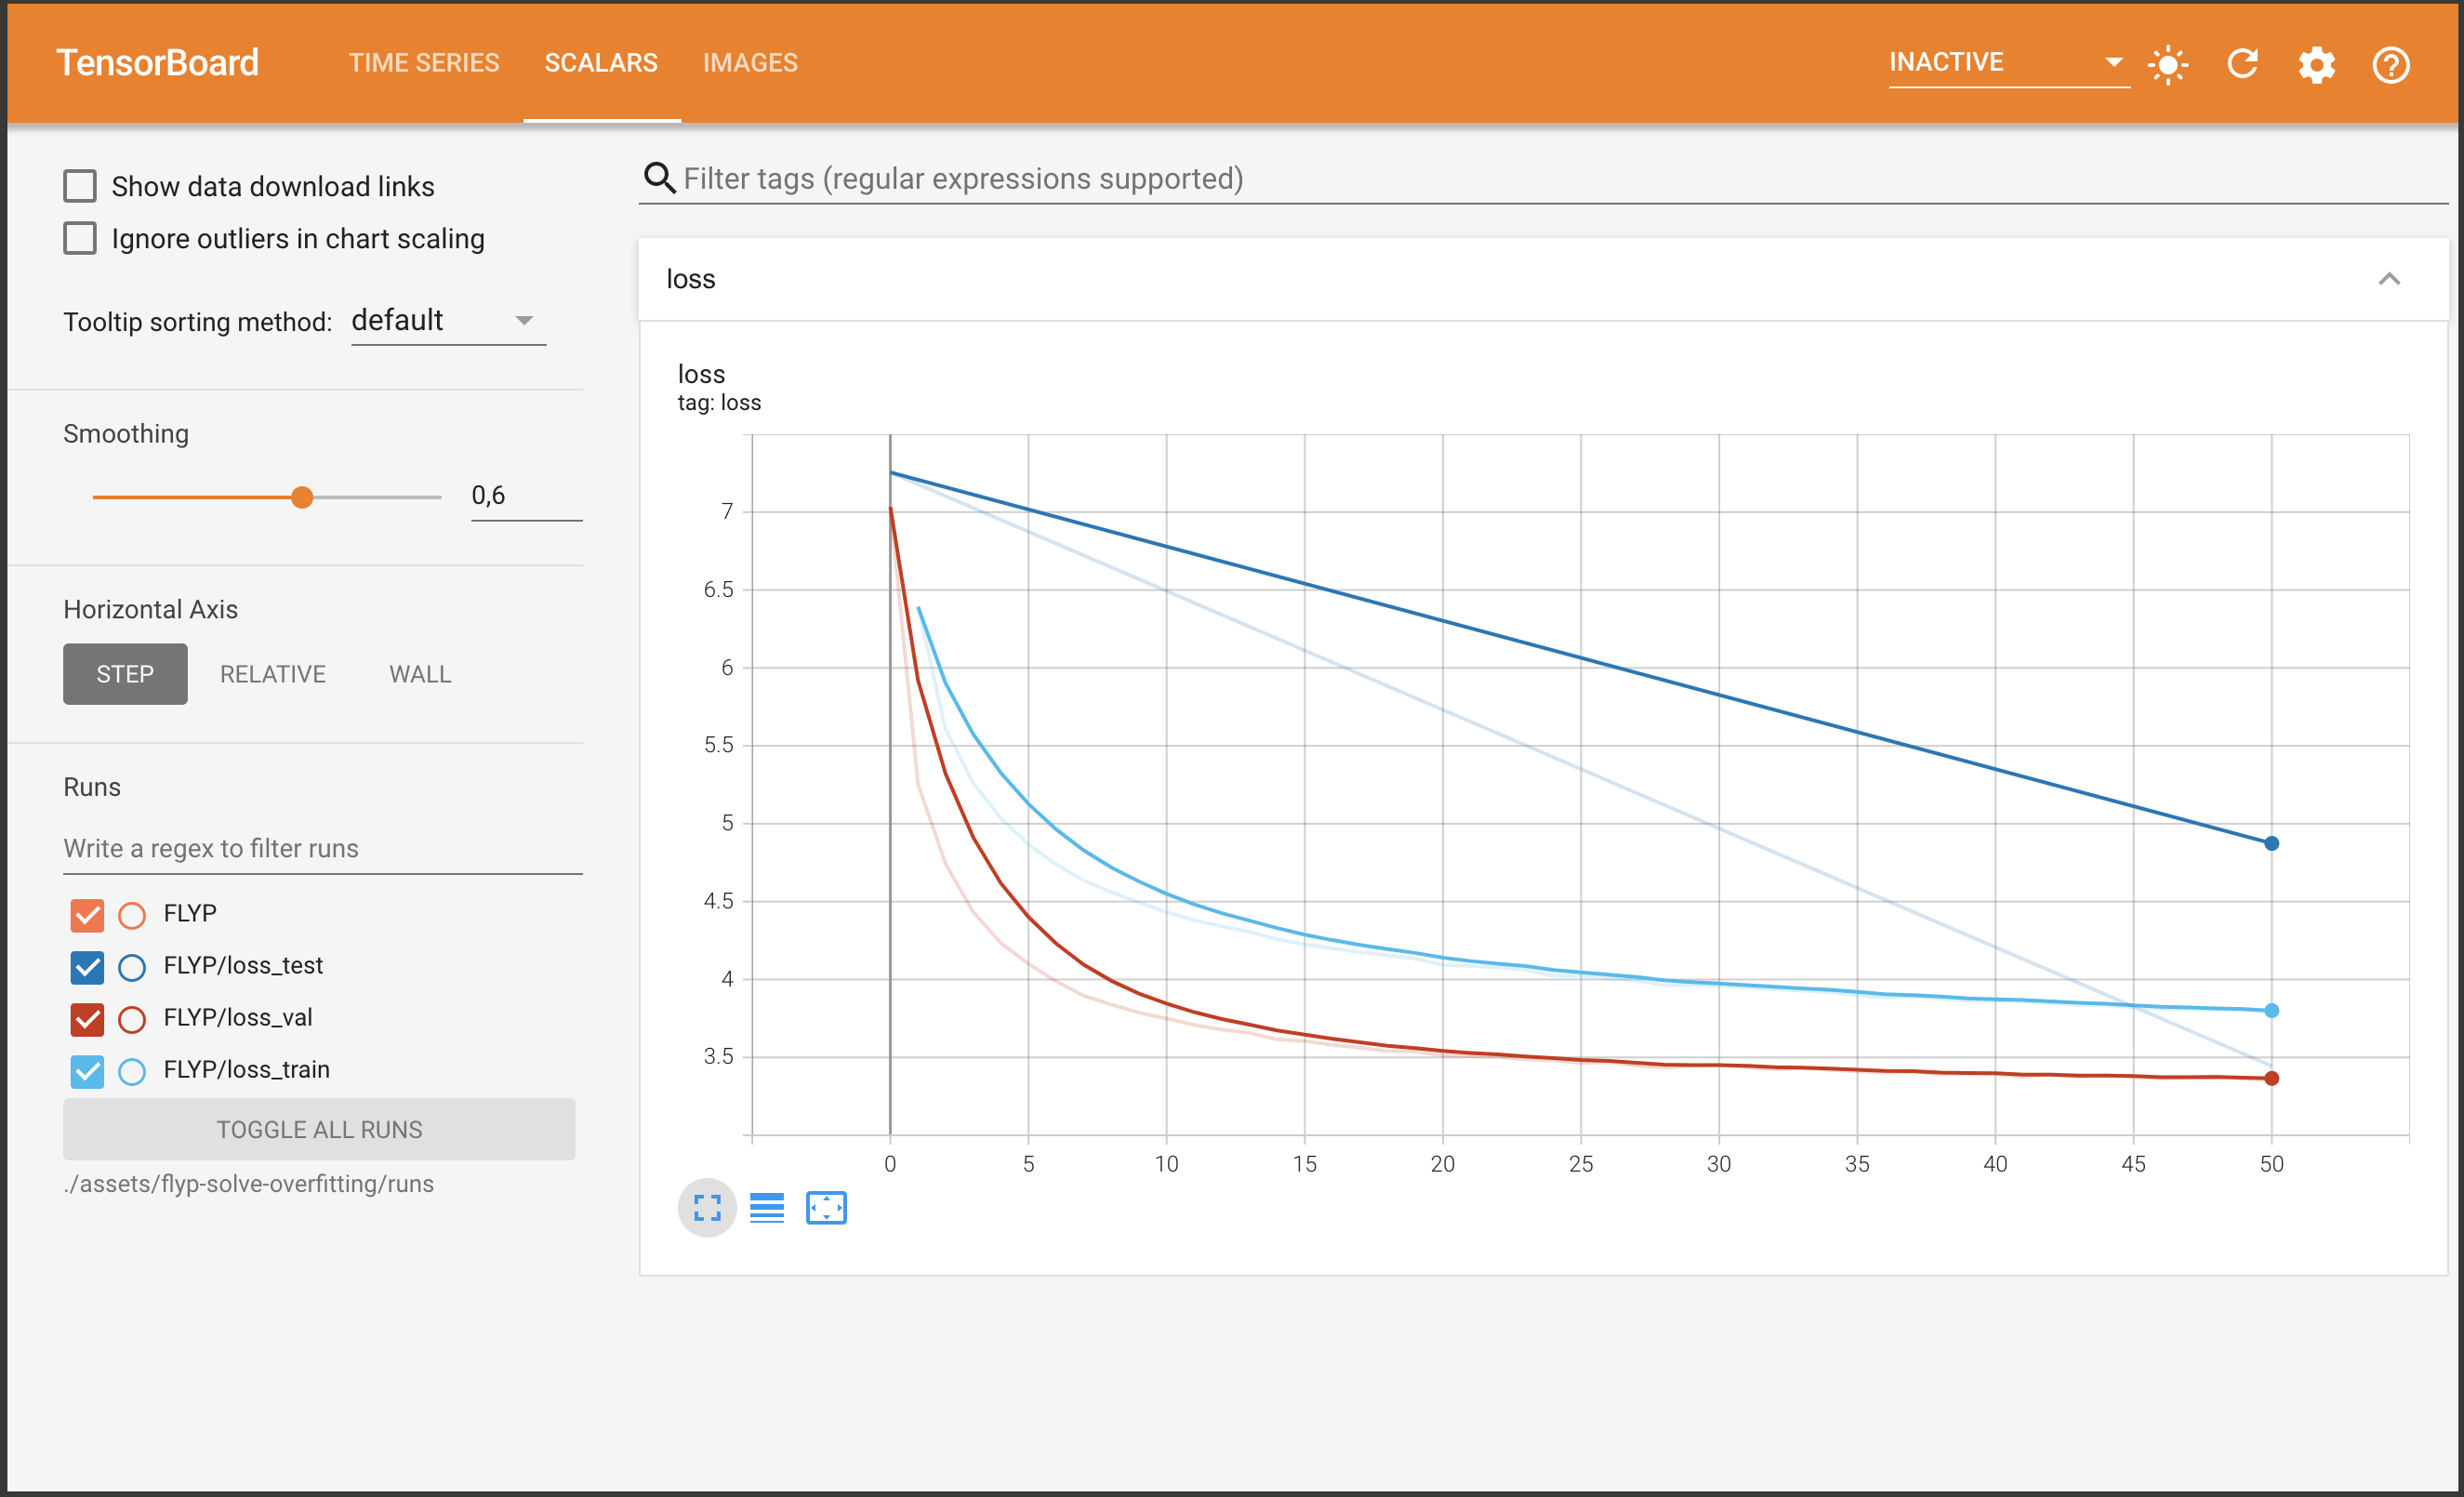 TensorBoard TIME SERIES SCALARS IMAGES INACTIVE
Show data download links
Ignore outliers in chart scaling
Tooltip sorting method: default
Smoothing
0,6
Horizontal Axis
STEP RELATIVE WALL
Runs
Write a regex to filter runs
FLYP
FLYP/loss_test
FLYP/loss_val
FLYP/loss_train
TOGGLE ALL RUNS
./assets/flyp-solve-overfitting/runs
Filter tags (regular expressions supported)
loss
loss
tag: loss
7
6.5
6
5.5
5
4.5
4
3.5
0 5 10 15 20 25 30 35 40 45 50